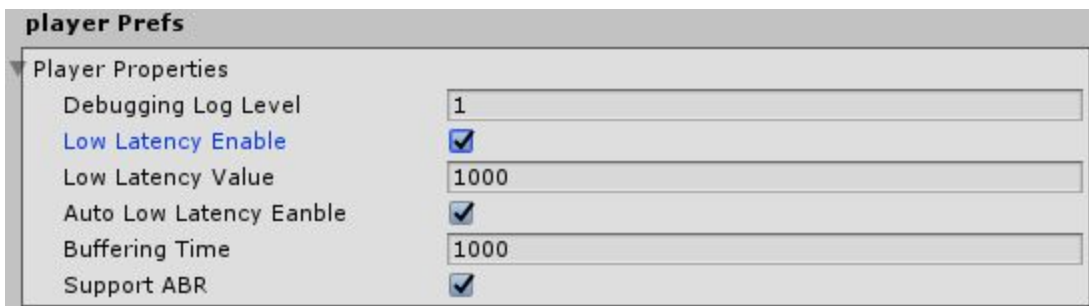 player Prefs
Player Properties
Debugging Log Level 1
Low Latency Enable
Low Latency Value 1000
Auto Low Latency Eanble
Buffering Time 1000
Support ABR